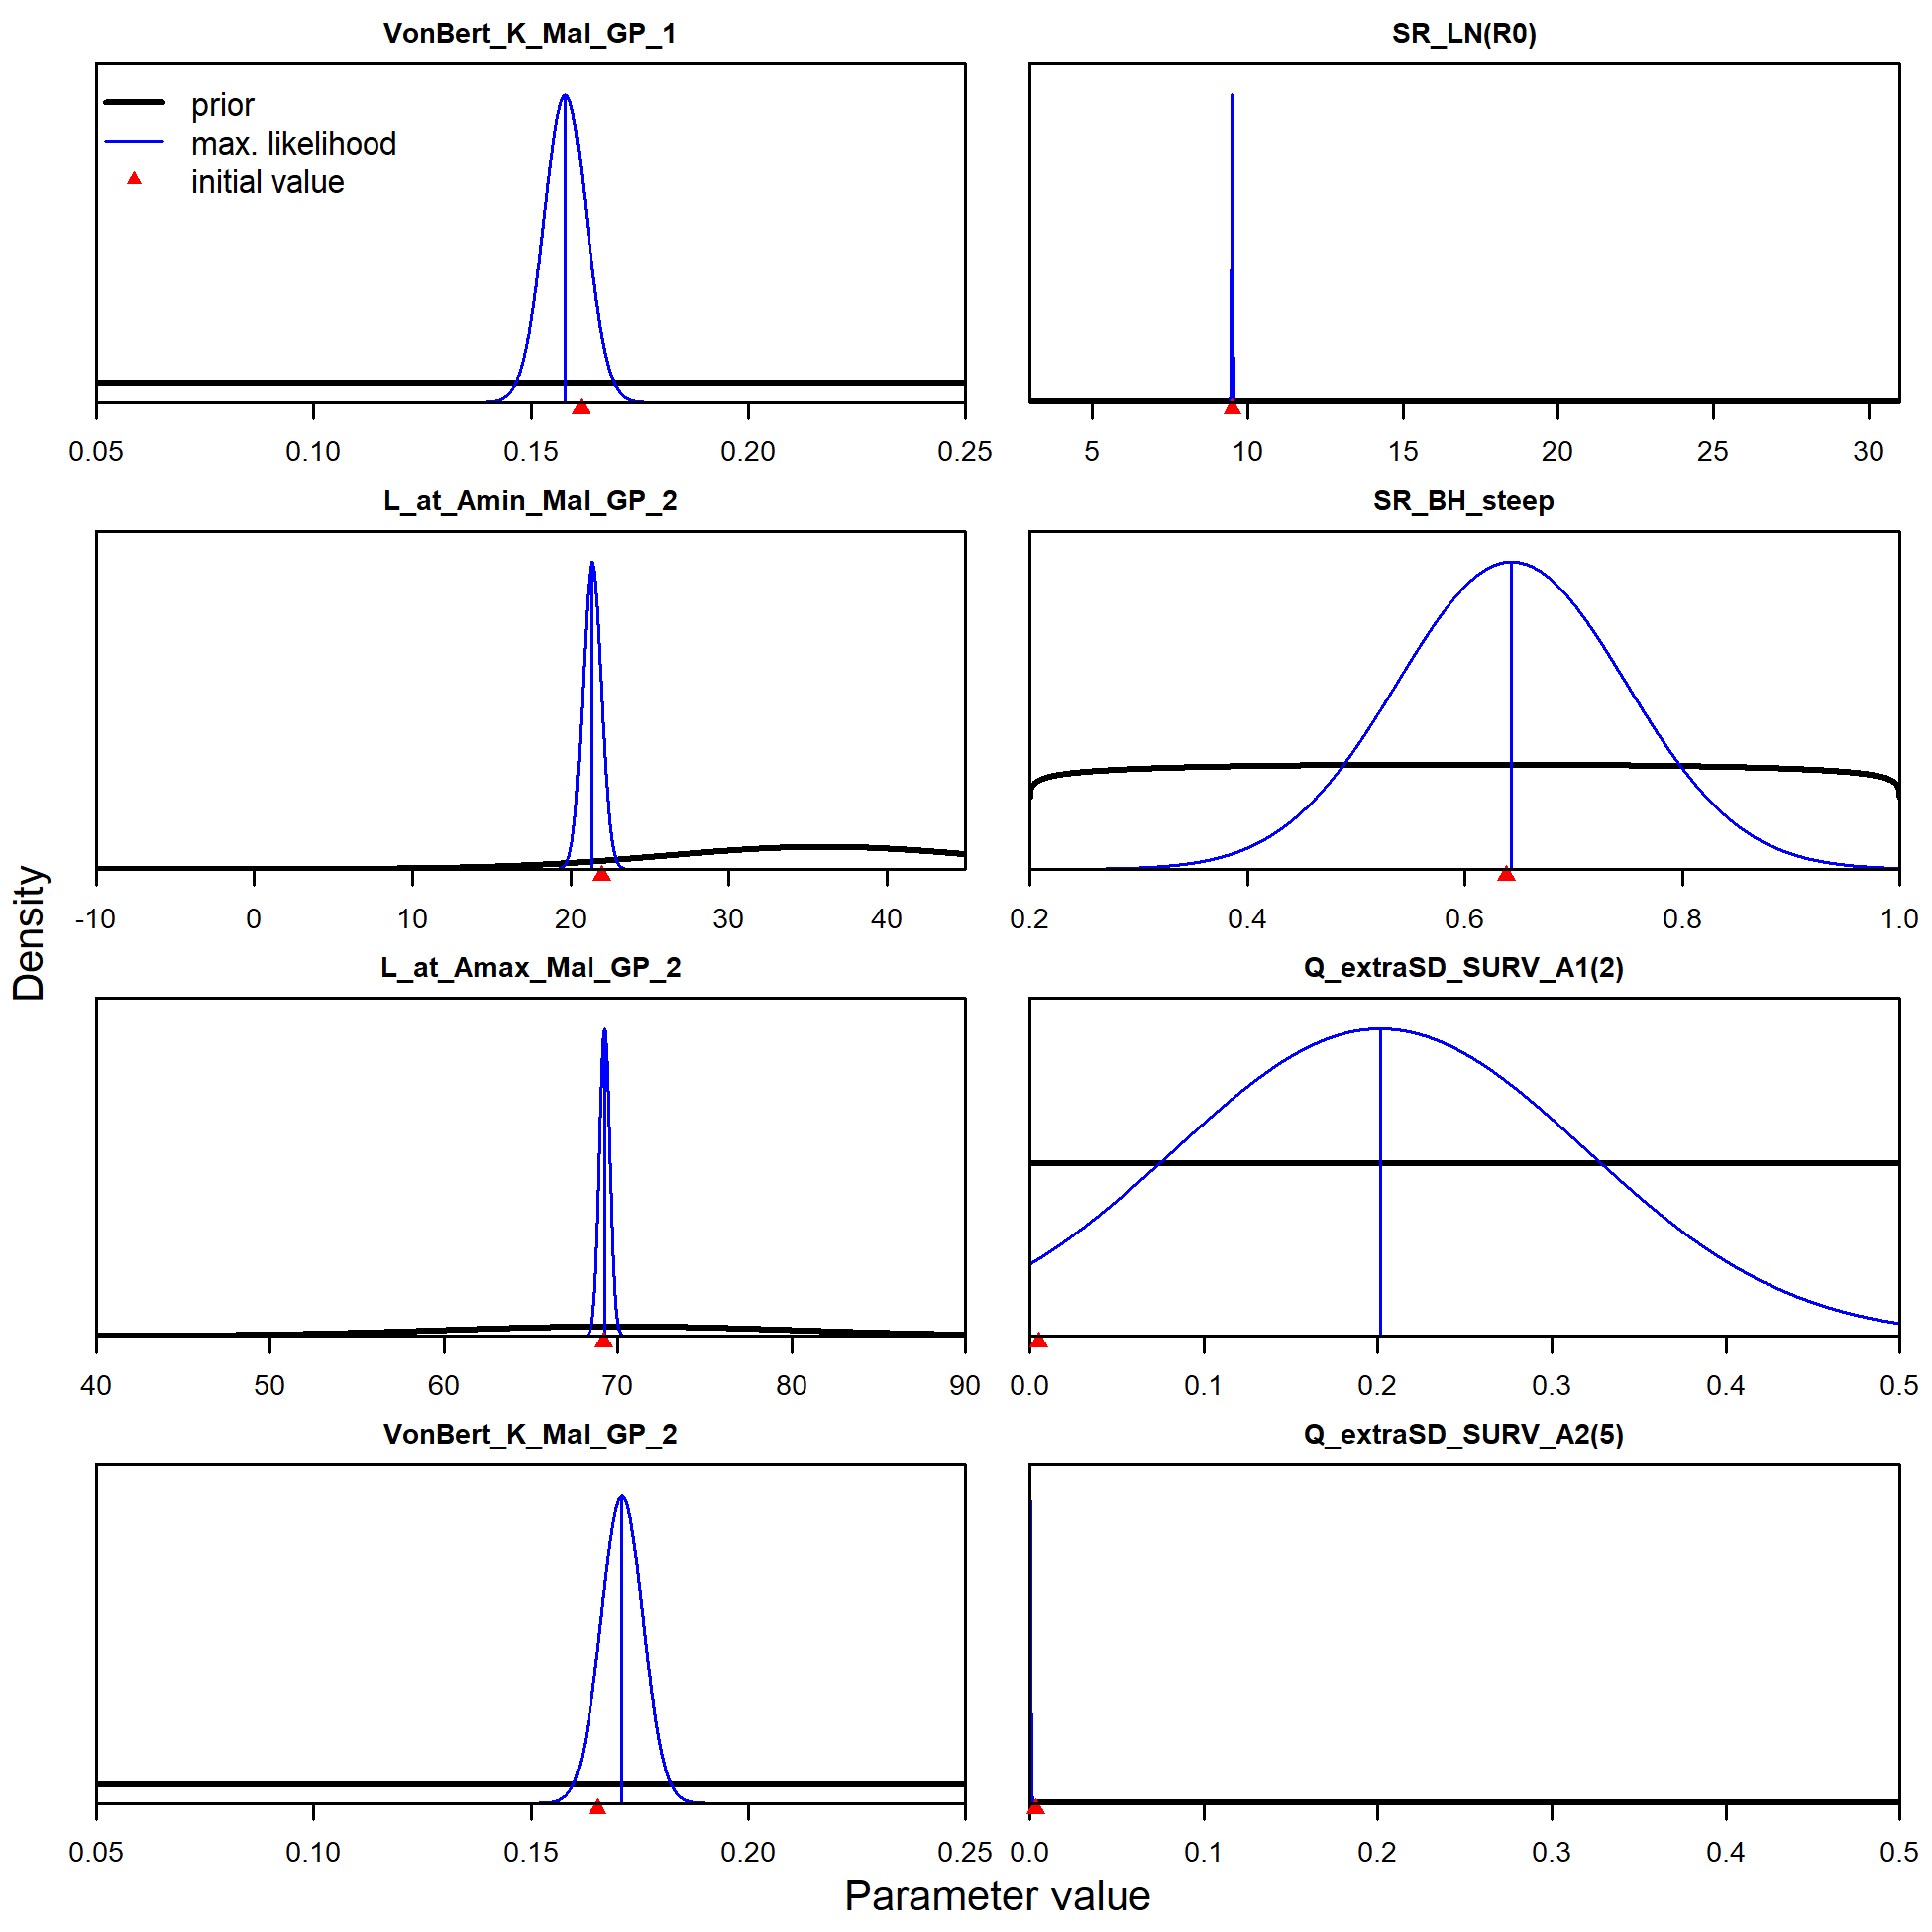 VonBert_K_Mal_GP_1
prior
max. likelihood
initial value
0.05 0.10 0.15 0.20 0.25
SR_LN(R0)
5 10 15 20 25 30
L_at_Amin_Mal_GP_2
-10 0 10 20 30 40
SR_BH_steep
0.2 0.4 0.6 0.8 1.0
L_at_Amax_Mal_GP_2
40 50 60 70 80 90
Q_extraSD_SURV_A1(2)
0.0 0.1 0.2 0.3 0.4 0.5
VonBert_K_Mal_GP_2
0.05 0.10 0.15 0.20 0.25
Q_extraSD_SURV_A2(5)
0.0 0.1 0.2 0.3 0.4 0.5
Density
Parameter value